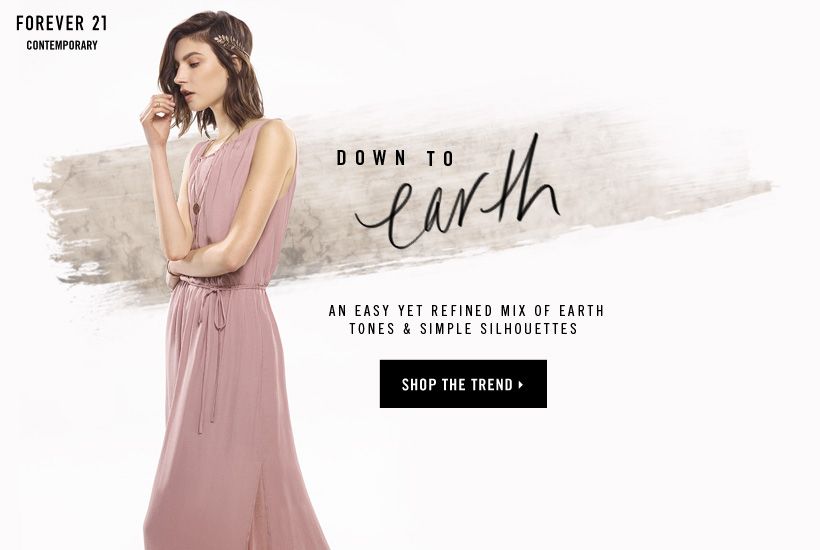 FOREVER 21
CONTEMPORARY
DOWN TO
earth
AN EASY YET REFINED MIX OF EARTH
TONES & SIMPLE SILHOUETTES
SHOP THE TREND